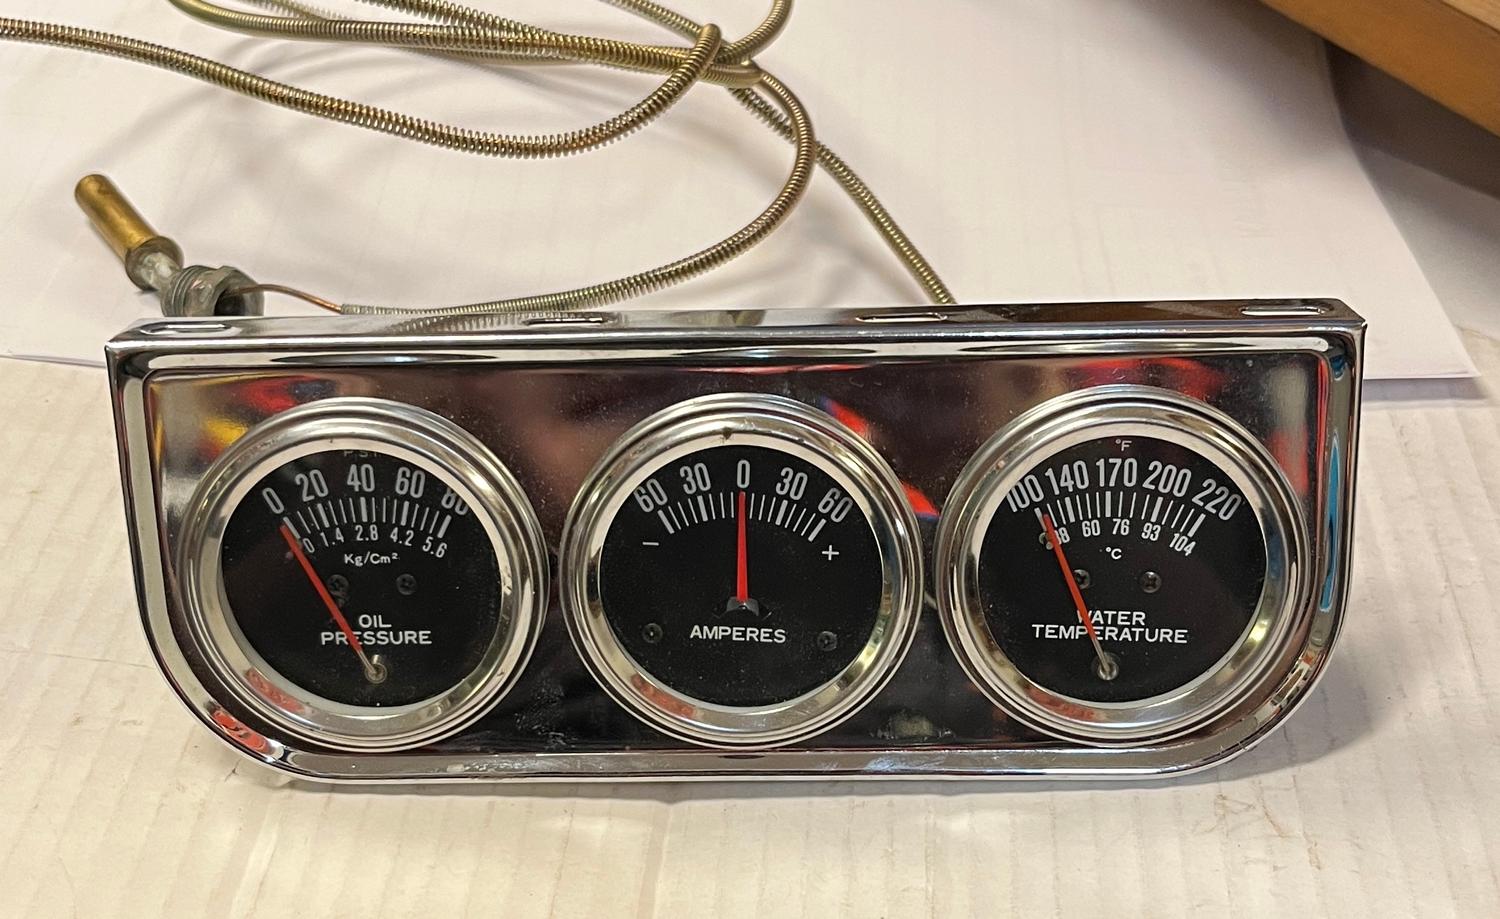 PSI
0 20 40 60 80
0 1.4 2.8 4.2 5.6
Kg/Cm²
OIL
PRESSURE
60 30 0 30 60
− +
AMPERES
°F
100 140 170 200 220
38 60 76 93 104
°C
WATER
TEMPERATURE